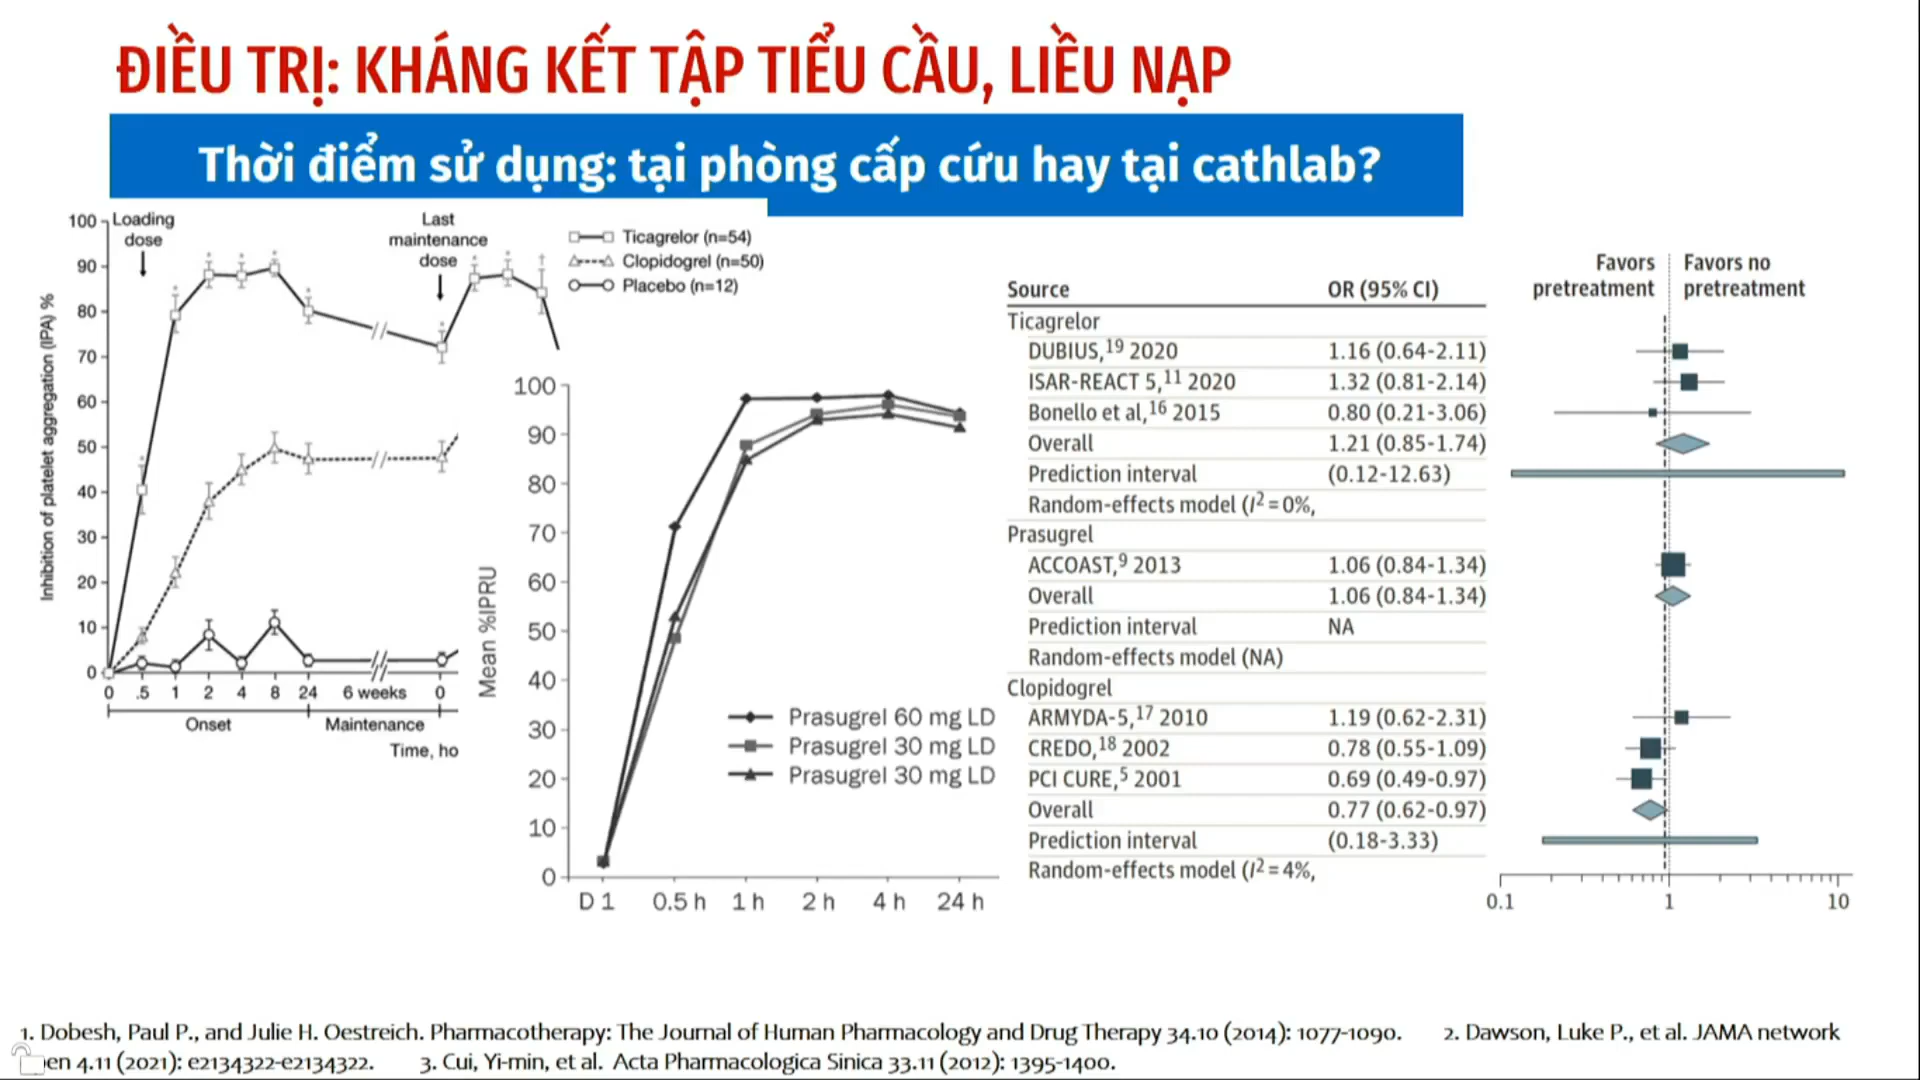 ĐIỀU TRỊ: KHÁNG KẾT TẬP TIỂU CẦU, LIỀU NẠP
Thời điểm sử dụng: tại phòng cấp cứu hay tại cathlab?
Loading
dose
Last
maintenance
dose
Ticagrelor (n=54)
Clopidogrel (n=50)
Placebo (n=12)
Inhibition of platelet aggregation (IPA) %
100
90
80
70
60
50
40
30
20
10
0
0 .5 1 2 4 8 24 6 weeks 0
Onset Maintenance
Time, ho
Mean %IPRU
100
90
80
70
60
50
40
30
20
10
0
Prasugrel 60 mg LD
Prasugrel 30 mg LD
Prasugrel 30 mg LD
D 1 0.5 h 1 h 2 h 4 h 24 h
Favors pretreatment
Favors no pretreatment
Source OR (95% CI)
Ticagrelor
DUBIUS,19 2020 1.16 (0.64-2.11)
ISAR-REACT 5,11 2020 1.32 (0.81-2.14)
Bonello et al,16 2015 0.80 (0.21-3.06)
Overall 1.21 (0.85-1.74)
Prediction interval (0.12-12.63)
Random-effects model (I2 = 0%,
Prasugrel
ACCOAST,9 2013 1.06 (0.84-1.34)
Overall 1.06 (0.84-1.34)
Prediction interval NA
Random-effects model (NA)
Clopidogrel
ARMYDA-5,17 2010 1.19 (0.62-2.31)
CREDO,18 2002 0.78 (0.55-1.09)
PCI CURE,5 2001 0.69 (0.49-0.97)
Overall 0.77 (0.62-0.97)
Prediction interval (0.18-3.33)
Random-effects model (I2 = 4%,
0.1 1 10
1. Dobesh, Paul P., and Julie H. Oestreich. Pharmacotherapy: The Journal of Human Pharmacology and Drug Therapy 34.10 (2014): 1077-1090. 2. Dawson, Luke P., et al. JAMA network
en 4.11 (2021): e2134322-e2134322. 3. Cui, Yi-min, et al. Acta Pharmacologica Sinica 33.11 (2012): 1395-1400.